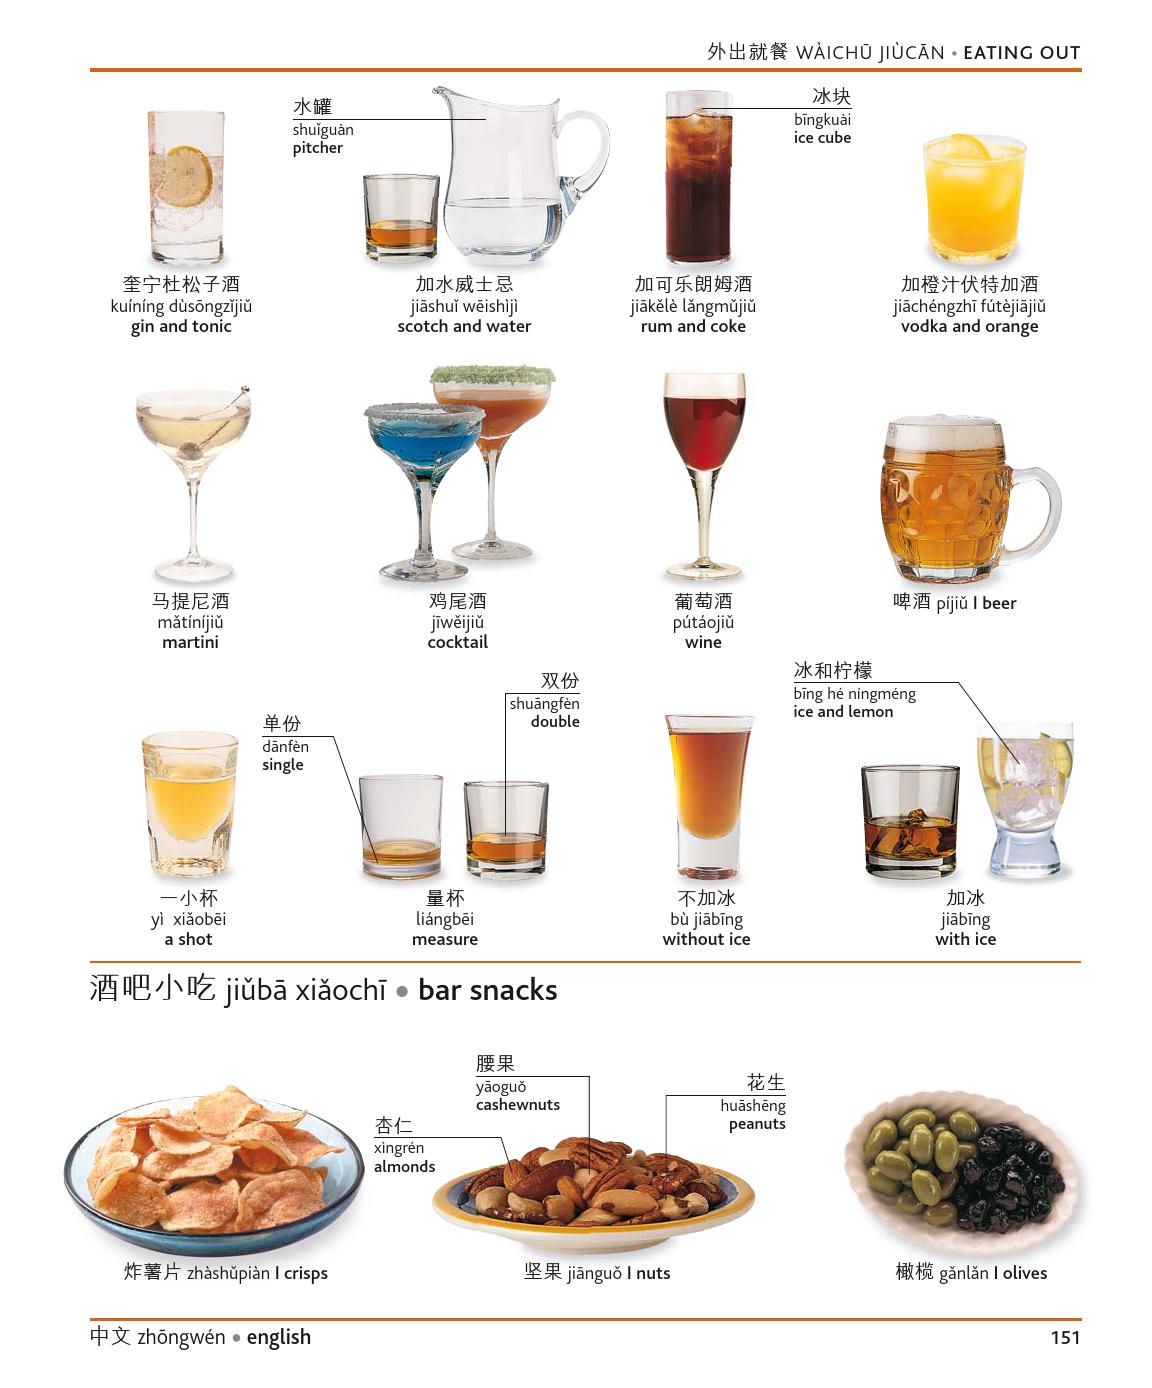 外出就餐 WÀICHŪ JIÙCĀN • EATING OUT
水罐
shuǐguàn
pitcher
冰块
bīngkuài
ice cube
奎宁杜松子酒
kuíníng dùsōngzǐjiǔ
gin and tonic
加水威士忌
jiāshuǐ wēishìjì
scotch and water
加可乐朗姆酒
jiākělè lǎngmǔjiǔ
rum and coke
加橙汁伏特加酒
jiāchéngzhī fútèjiājiǔ
vodka and orange
马提尼酒
mǎtíníjiǔ
martini
鸡尾酒
jīwěijiǔ
cocktail
葡萄酒
pútáojiǔ
wine
啤酒 píjiǔ l beer
单份
dānfèn
single
双份
shuāngfèn
double
冰和柠檬
bīng hé níngméng
ice and lemon
一小杯
yì xiǎobēi
a shot
量杯
liángbēi
measure
不加冰
bù jiābīng
without ice
加冰
jiābīng
with ice
酒吧小吃 jiǔbā xiǎochī • bar snacks
杏仁
xìngrén
almonds
腰果
yāoguǒ
cashewnuts
花生
huāshēng
peanuts
炸薯片 zhàshǔpiàn l crisps
坚果 jiānguǒ l nuts
橄榄 gǎnlǎn l olives
中文 zhōngwén • english
151